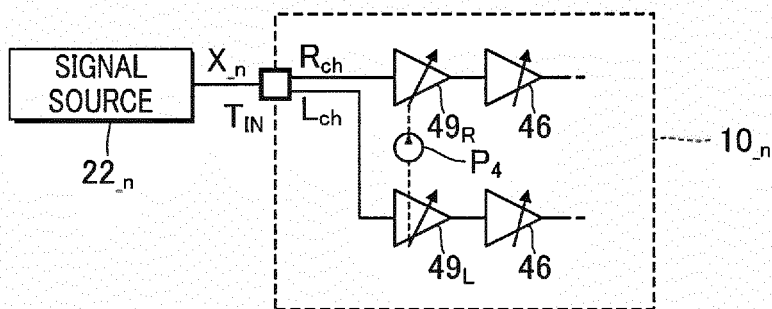 SIGNAL
SOURCE
22_n
X_n
T_IN
R_ch
L_ch
49_R
46
P_4
49_L
46
10_n